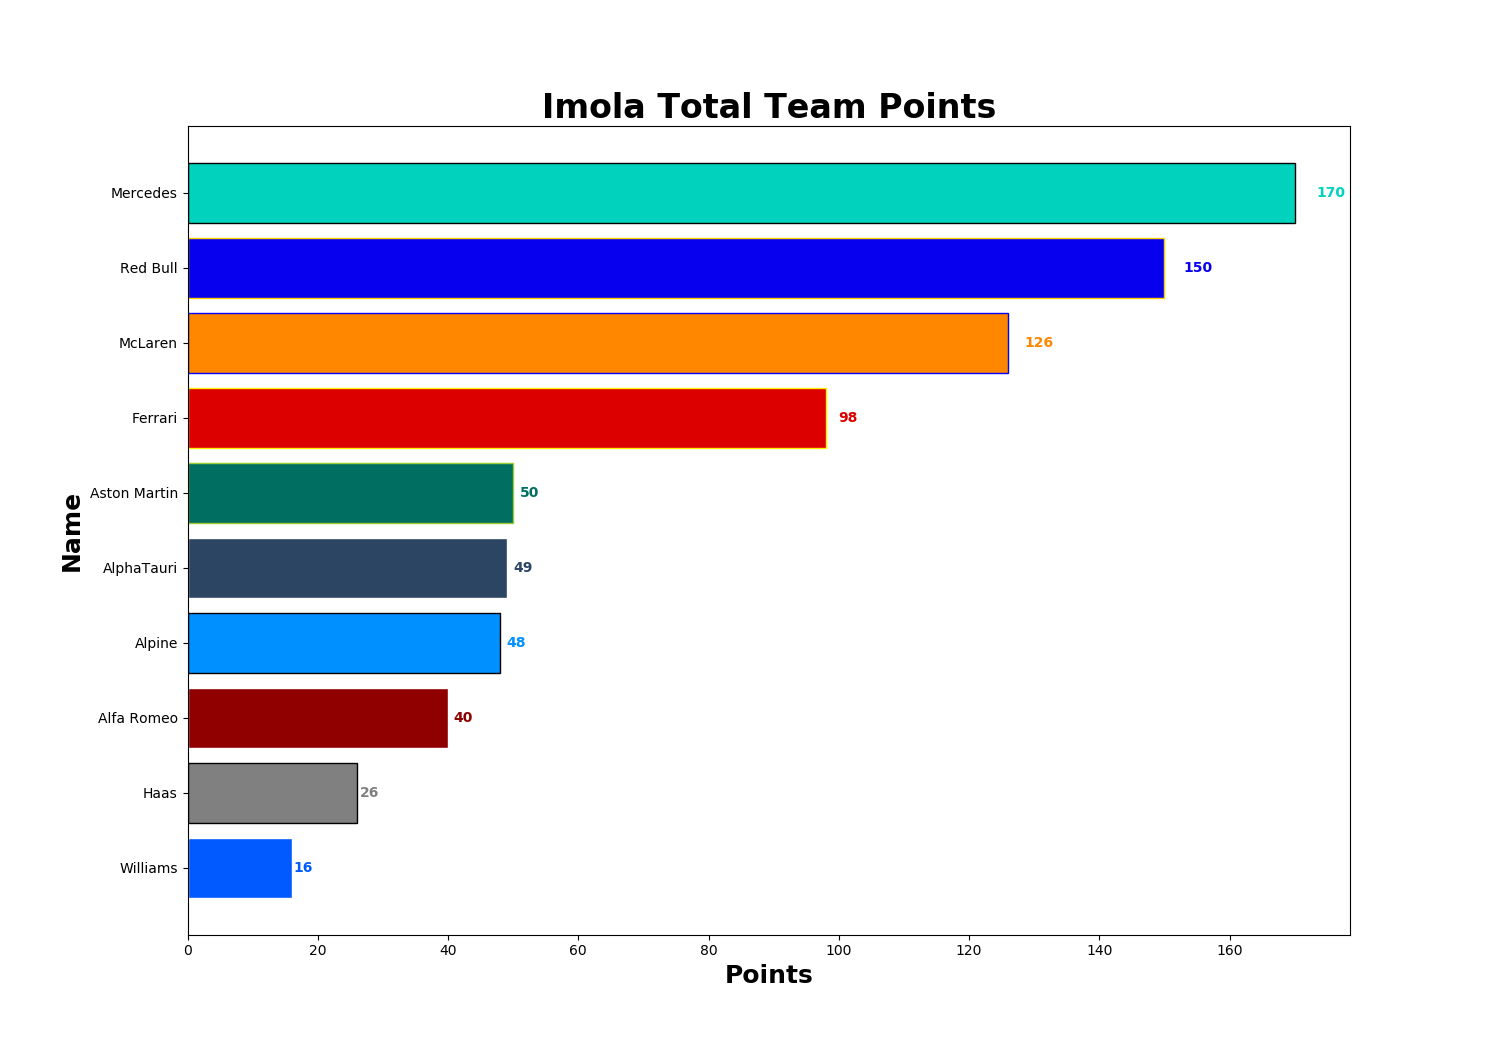 Imola Total Team Points
Mercedes 170
Red Bull 150
McLaren 126
Ferrari 98
Aston Martin 50
AlphaTauri 49
Alpine 48
Alfa Romeo 40
Haas 26
Williams 16
Name
0 20 40 60 80 100 120 140 160
Points